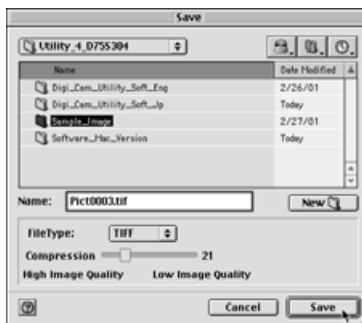 Save
Utility_4_D755304
Name Date Modified
Digi_Cam_Utility_Soft_Eng 2/26/01
Digi_Cam_Utility_Soft_Jp Today
Sample_Image 2/27/01
Software_Mac_Version Today
Name: Pict0003.tif New
FileType: TIFF
Compression 21
High Image Quality Low Image Quality
? Cancel Save